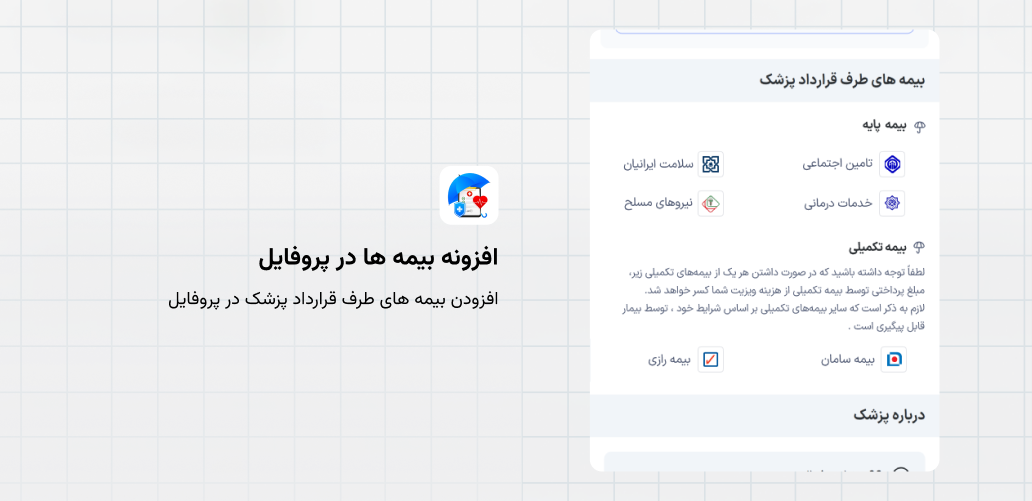 بیمه های طرف قرارداد پزشک
بیمه پایه
تامین اجتماعی
سلامت ایرانیان
خدمات درمانی
نیروهای مسلح
بیمه تکمیلی
لطفاً توجه داشته باشید که در صورت داشتن هر یک از بیمه‌های تکمیلی زیر،
مبلغ پرداختی توسط بیمه تکمیلی از هزینه ویزیت شما کسر خواهد شد.
لازم به ذکر است که سایر بیمه‌های تکمیلی بر اساس شرایط خود ، توسط بیمار
قابل پیگیری است .
بیمه سامان
بیمه رازی
درباره پزشک
افزونه بیمه ها در پروفایل
افزودن بیمه های طرف قرارداد پزشک در پروفایل